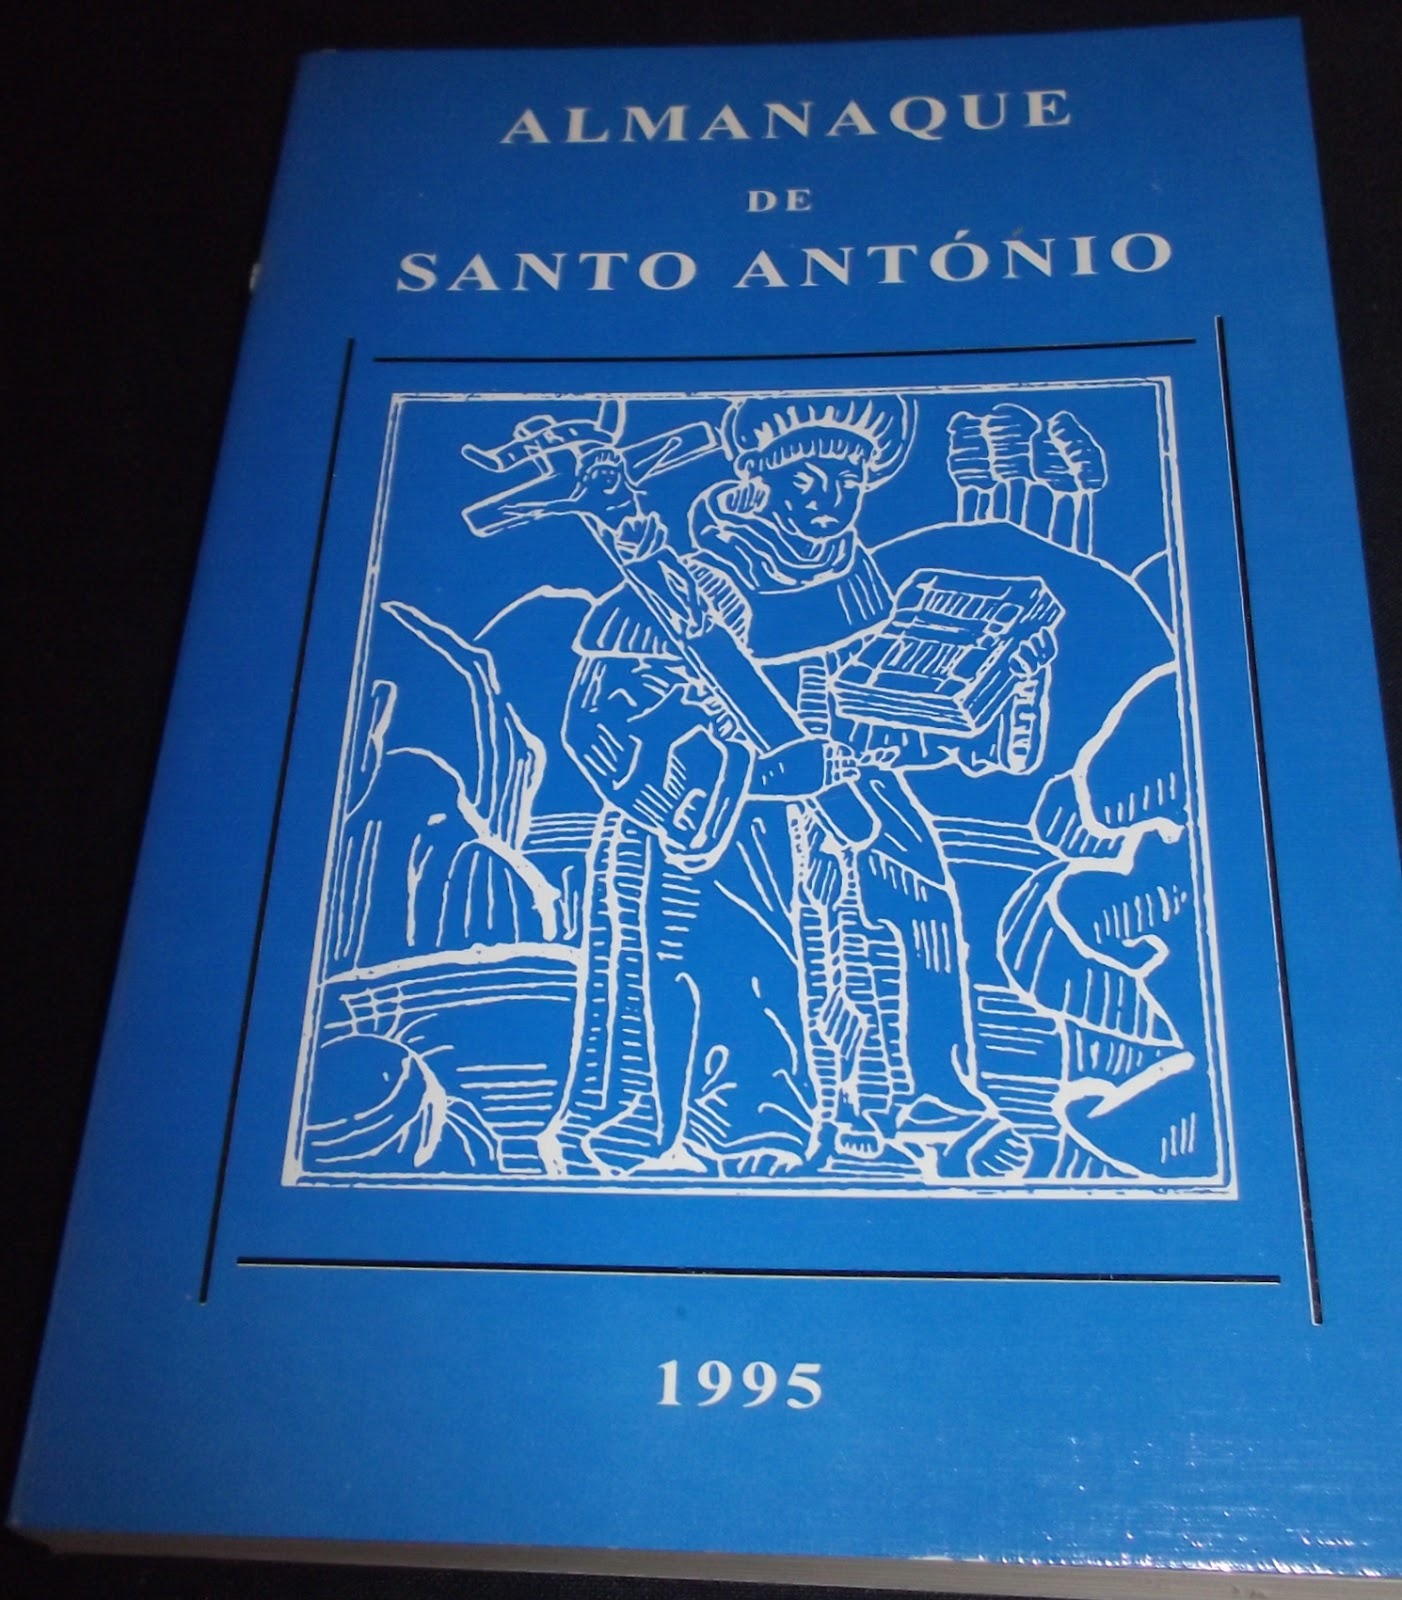 ALMANAQUE
DE
SANTO ANTÓNIO
1995